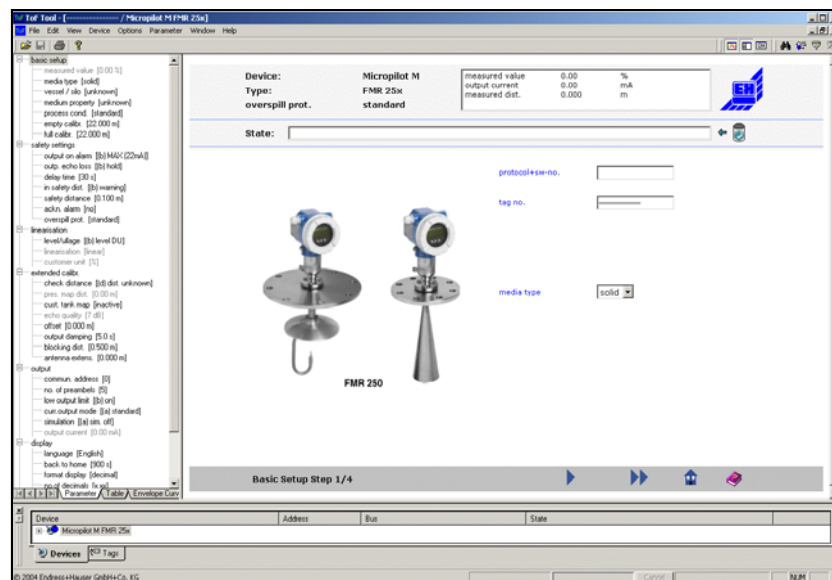 ToF Tool - [--------------- / Micropilot M FMR 25x]
File Edit View Device Options Parameter Window Help
basic setup
measured value [0.00 %]
media type [solid]
vessel / silo [unknown]
medium property [unknown]
process cond. [standard]
empty calibr. [22.000 m]
full calibr. [22.000 m]
safety settings
output on alarm [(b) MAX (22mA)]
outp. echo loss [(b) hold]
delay time [30 s]
in safety dist. [(b) warning]
safety distance [0.100 m]
ackn. alarm [no]
overspill prot. [standard]
linearisation
level/ullage [(b) level DU]
linearisation [linear]
customer unit [%]
extended calibr.
check distance [(d) dist. unknown]
pres. map dist. [0.00 m]
cust. tank map [inactive]
echo quality [7 dB]
offset [0.000 m]
output damping [5.0 s]
blocking dist. [0.500 m]
antenna extens. [0.000 m]
output
commun. address [0]
no. of preambels [5]
low output limit [(b) on]
curr.output mode [(a) standard]
simulation [(a) sim. off]
output current [0.00 mA]
display
language [English]
back to home [900 s]
format display [decimal]
no.of decimals [x.xx]
Parameter Table Envelope Curv
Device: Micropilot M
Type: FMR 25x
overspill prot. standard
measured value 0.00 %
output current 0.00 mA
measured dist. 0.000 m
EH
State:
protocol+sw-no.
tag no. ---------------
media type solid
FMR 250
Basic Setup Step 1/4
Device Address Bus State
Micropilot M FMR 25x
Devices Tags
© 2004 Endress+Hauser GmbH+Co. KG
Cancel NUM